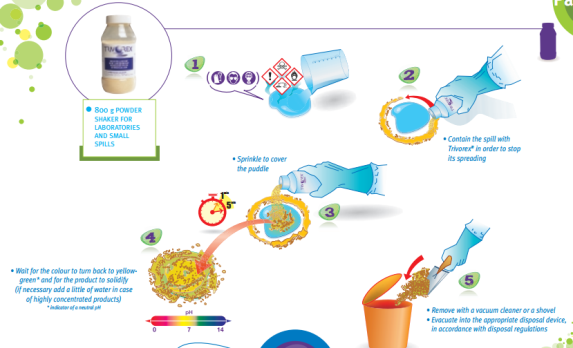 Fa
TRIVOREX
• 800 g POWDER
SHAKER FOR
LABORATORIES
AND SMALL
SPILLS
1
2
• Contain the spill with
Trivorex® in order to stop
its spreading
• Sprinkle to cover
the puddle
1
5
3
4
• Wait for the colour to turn back to yellow-
green* and for the product to solidify
(if necessary add a little of water in case
of highly concentrated products)
* Indicator of a neutral pH
pH
0 7 14
5
• Remove with a vacuum cleaner or a shovel
• Evacuate into the appropriate disposal device,
in accordance with disposal regulations